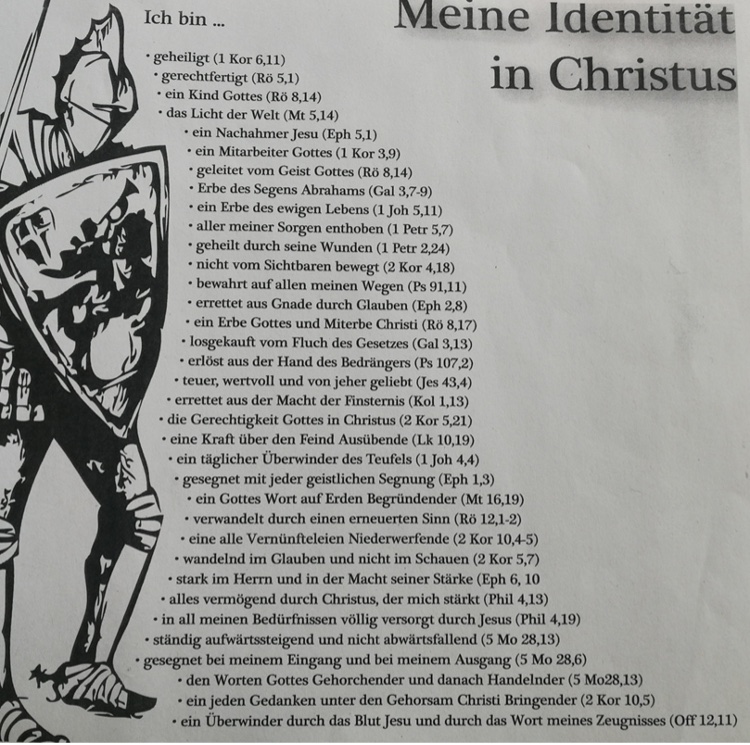 Meine Identität
in Christus
Ich bin ...
• geheiligt (1 Kor 6,11)
• gerechtfertigt (Rö 5,1)
• ein Kind Gottes (Rö 8,14)
• das Licht der Welt (Mt 5,14)
• ein Nachahmer Jesu (Eph 5,1)
• ein Mitarbeiter Gottes (1 Kor 3,9)
• geleitet vom Geist Gottes (Rö 8,14)
• Erbe des Segens Abrahams (Gal 3,7-9)
• ein Erbe des ewigen Lebens (1 Joh 5,11)
• aller meiner Sorgen enthoben (1 Petr 5,7)
• geheilt durch seine Wunden (1 Petr 2,24)
• nicht vom Sichtbaren bewegt (2 Kor 4,18)
• bewahrt auf allen meinen Wegen (Ps 91,11)
• errettet aus Gnade durch Glauben (Eph 2,8)
• ein Erbe Gottes und Miterbe Christi (Rö 8,17)
• losgekauft vom Fluch des Gesetzes (Gal 3,13)
• erlöst aus der Hand des Bedrängers (Ps 107,2)
• teuer, wertvoll und von jeher geliebt (Jes 43,4)
• errettet aus der Macht der Finsternis (Kol 1,13)
• die Gerechtigkeit Gottes in Christus (2 Kor 5,21)
• eine Kraft über den Feind Ausübende (Lk 10,19)
• ein täglicher Überwinder des Teufels (1 Joh 4,4)
• gesegnet mit jeder geistlichen Segnung (Eph 1,3)
• ein Gottes Wort auf Erden Begründender (Mt 16,19)
• verwandelt durch einen erneuerten Sinn (Rö 12,1-2)
• eine alle Vernünfteleien Niederwerfende (2 Kor 10,4-5)
• wandelnd im Glauben und nicht im Schauen (2 Kor 5,7)
• stark im Herrn und in der Macht seiner Stärke (Eph 6, 10
• alles vermögend durch Christus, der mich stärkt (Phil 4,13)
• in all meinen Bedürfnissen völlig versorgt durch Jesus (Phil 4,19)
• ständig aufwärtssteigend und nicht abwärtsfallend (5 Mo 28,13)
• gesegnet bei meinem Eingang und bei meinem Ausgang (5 Mo 28,6)
• den Worten Gottes Gehorchender und danach Handelnder (5 Mo28,13)
• ein jeden Gedanken unter den Gehorsam Christi Bringender (2 Kor 10,5)
• ein Überwinder durch das Blut Jesu und durch das Wort meines Zeugnisses (Off 12,11)